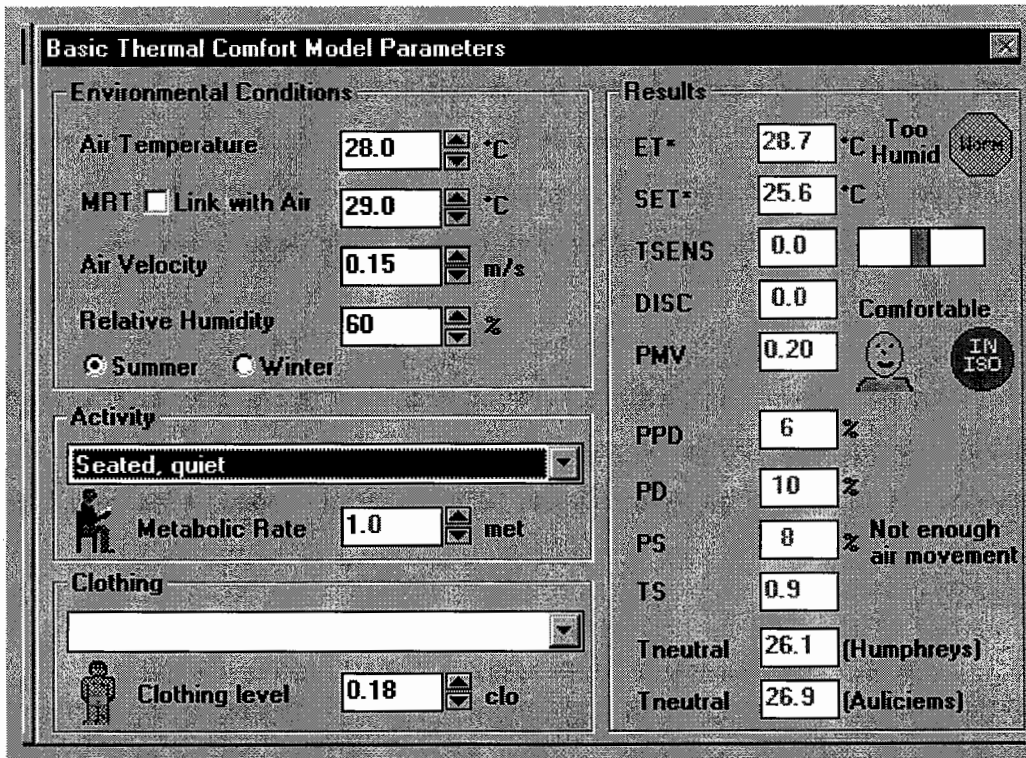 Basic Thermal Comfort Model Parameters
Environmental Conditions
Air Temperature 28.0 °C
MRT Link with Air 29.0 °C
Air Velocity 0.15 m/s
Relative Humidity 60 %
Summer Winter
Activity
Seated, quiet
Metabolic Rate 1.0 met
Clothing
Clothing level 0.18 clo
Results
ET* 28.7 °C Too Humid Warm
SET* 25.6 °C
TSENS 0.0
DISC 0.0 Comfortable
PMV 0.20 IN ISO
PPD 6 %
PD 10 %
PS 8 % Not enough air movement
TS 0.9
Tneutral 26.1 (Humphreys)
Tneutral 26.9 (Auliciems)